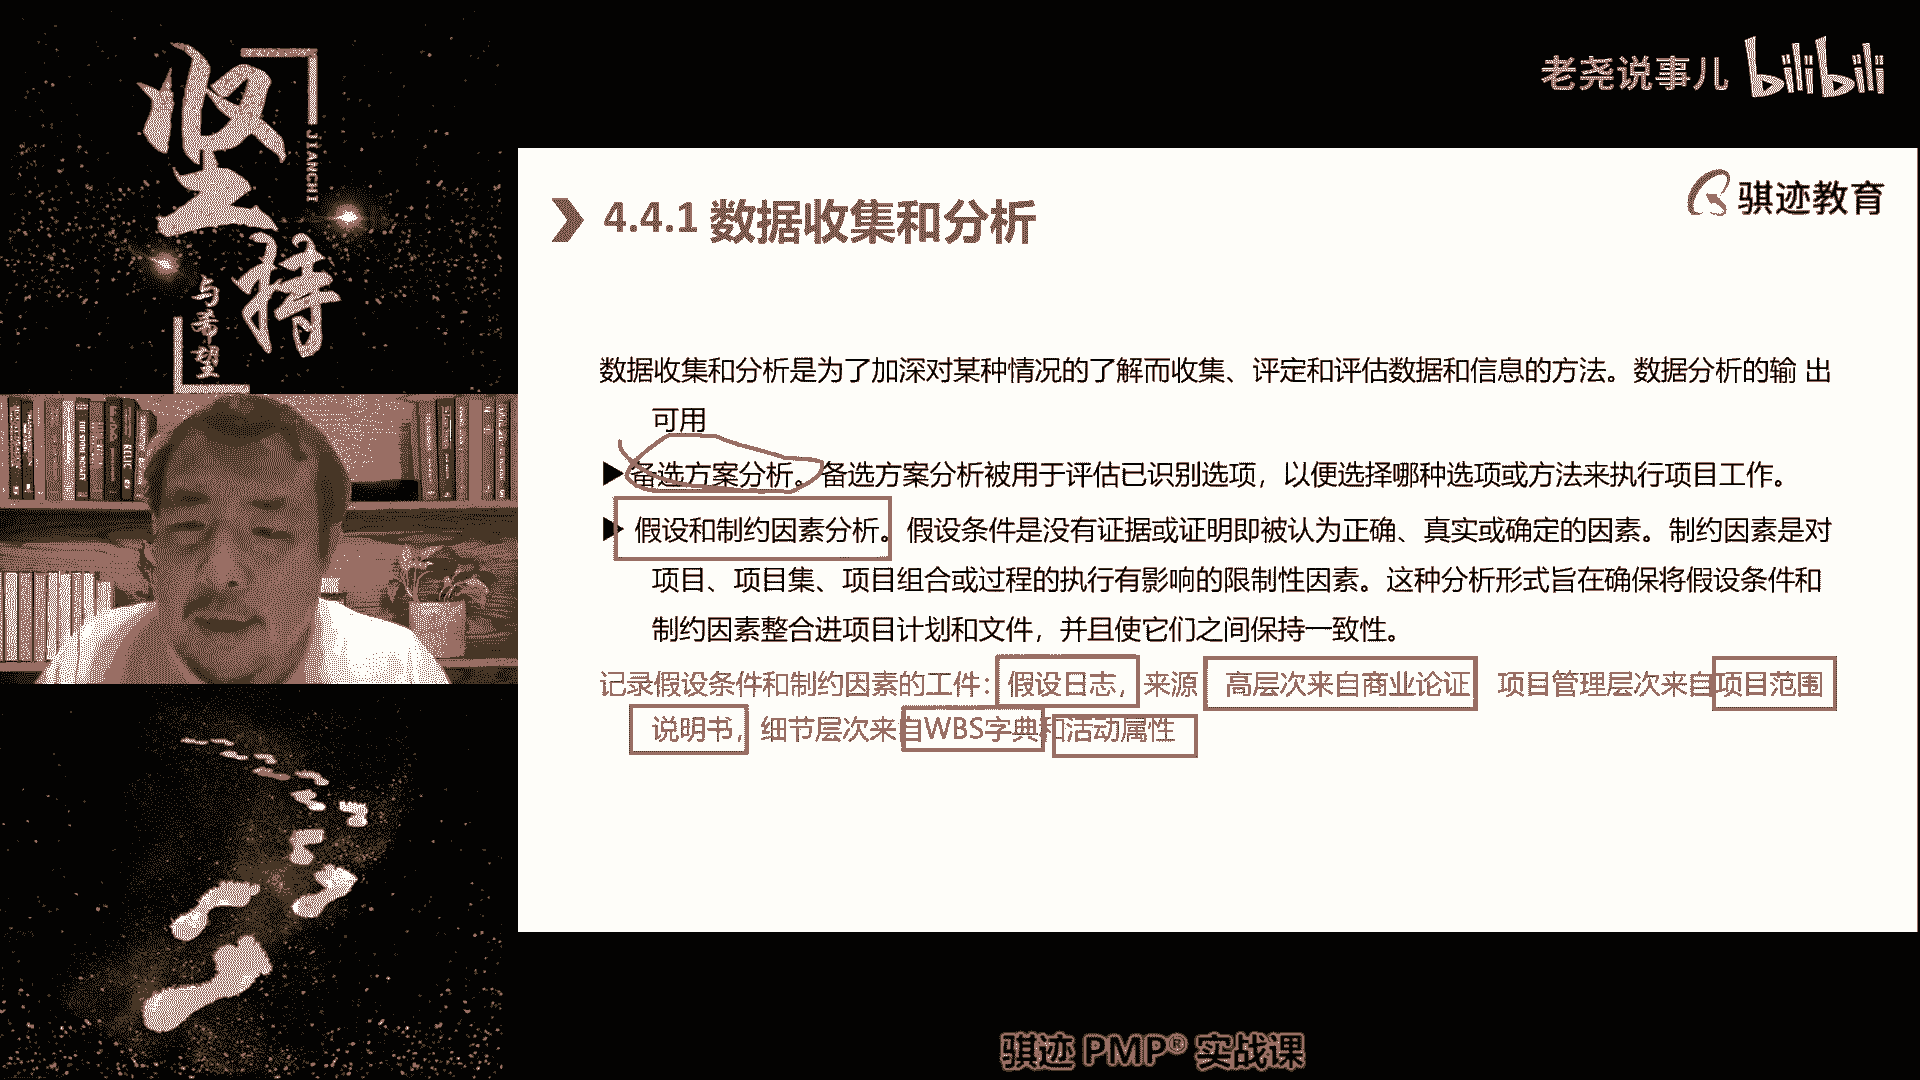 坚持
JIANCHI
与希望
老尧说事儿 bilibili
骐迹教育
4.4.1 数据收集和分析
数据收集和分析是为了加深对某种情况的了解而收集、评定和评估数据和信息的方法。数据分析的输 出
可用
▶备选方案分析。备选方案分析被用于评估已识别选项，以便选择哪种选项或方法来执行项目工作。
▶假设和制约因素分析。假设条件是没有证据或证明即被认为正确、真实或确定的因素。制约因素是对
项目、项目集、项目组合或过程的执行有影响的限制性因素。这种分析形式旨在确保将假设条件和
制约因素整合进项目计划和文件，并且使它们之间保持一致性。
记录假设条件和制约因素的工件：假设日志，来源 高层次来自商业论证 项目管理层次来自项目范围
说明书，细节层次来自WBS字典和活动属性
骐迹 PMP® 实战课